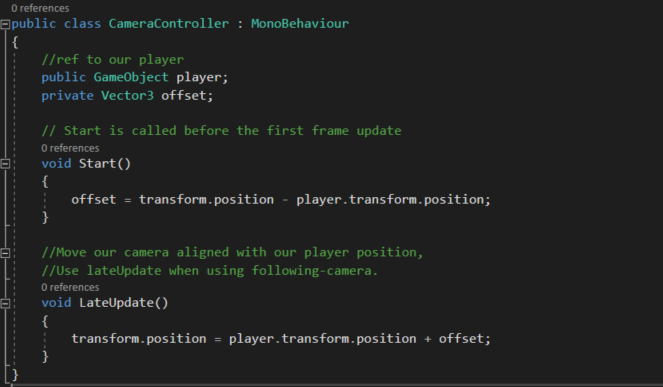 0 references
public class CameraController : MonoBehaviour
{
//ref to our player
public GameObject player;
private Vector3 offset;
// Start is called before the first frame update
0 references
void Start()
{
offset = transform.position - player.transform.position;
}
//Move our camera aligned with our player position,
//Use lateUpdate when using following-camera.
0 references
void LateUpdate()
{
transform.position = player.transform.position + offset;
}
}